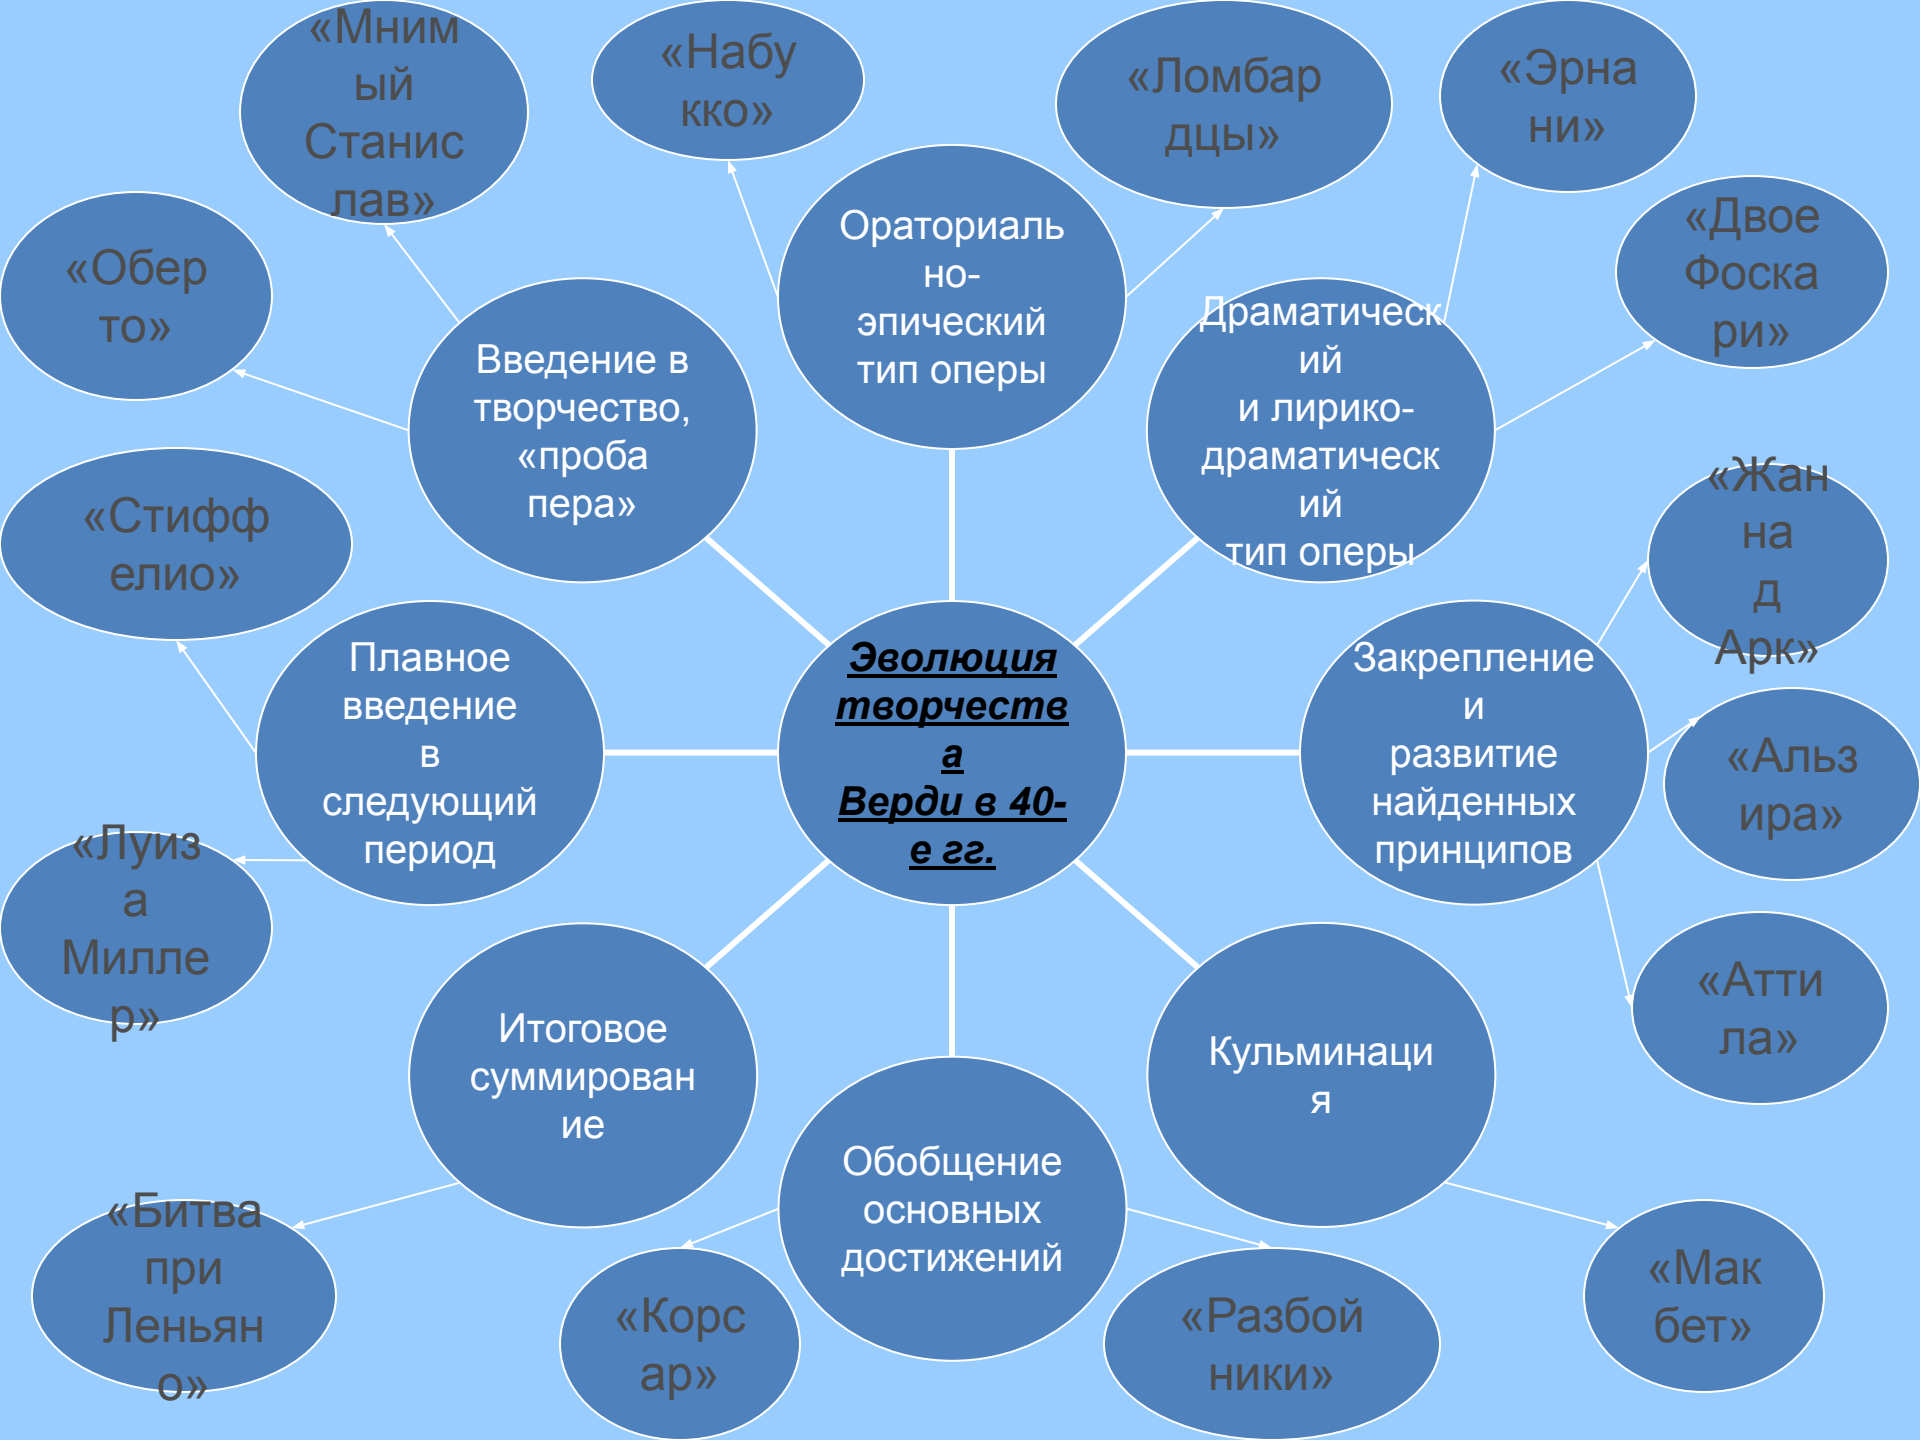 «Мним
ый
Станис
лав»
«Набу
кко»
«Ломбар
дцы»
«Эрна
ни»
«Обер
то»
Введение в
творчество,
«проба
пера»
Ораториаль
но-
эпический
тип оперы
Драматическ
ий
и лирико-
драматическ
ий
тип оперы
«Двое
Фоска
ри»
«Стифф
елио»
Плавное
введение
в
следующий
период
Эволюция
творчеств
а
Верди в 40-
е гг.
Закрепление
и
развитие
найденных
принципов
«Жан
на
д
Арк»
«Альз
ира»
«Атти
ла»
«Луиз
а
Милле
р»
Итоговое
суммирован
ие
Обобщение
основных
достижений
Кульминаци
я
«Битва
при
Леньян
о»
«Корс
ар»
«Разбой
ники»
«Мак
бет»